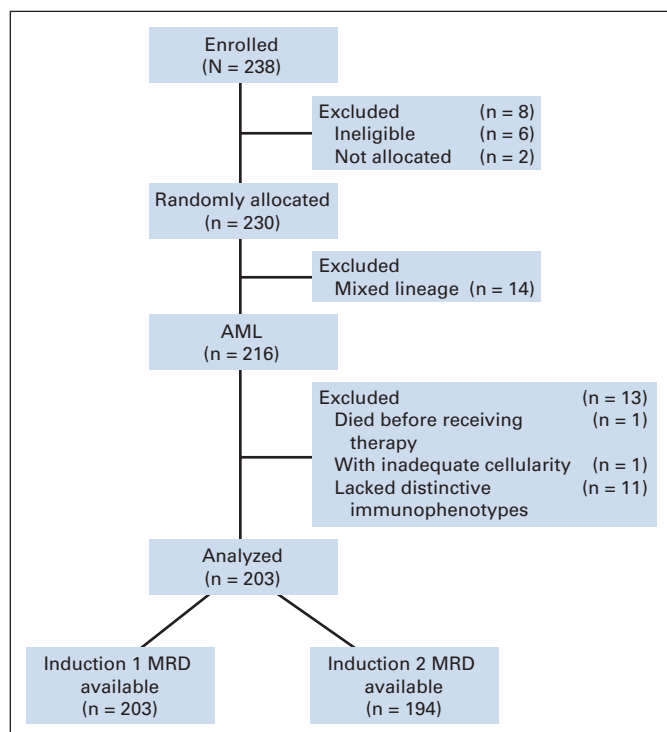 Enrolled
(N = 238)
Excluded (n = 8)
Ineligible (n = 6)
Not allocated (n = 2)
Randomly allocated
(n = 230)
Excluded
Mixed lineage (n = 14)
AML
(n = 216)
Excluded (n = 13)
Died before receiving (n = 1)
therapy
With inadequate cellularity (n = 1)
Lacked distinctive (n = 11)
immunophenotypes
Analyzed
(n = 203)
Induction 1 MRD
available
(n = 203)
Induction 2 MRD
available
(n = 194)